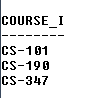 COURSE_I
--------
CS-101
CS-190
CS-347